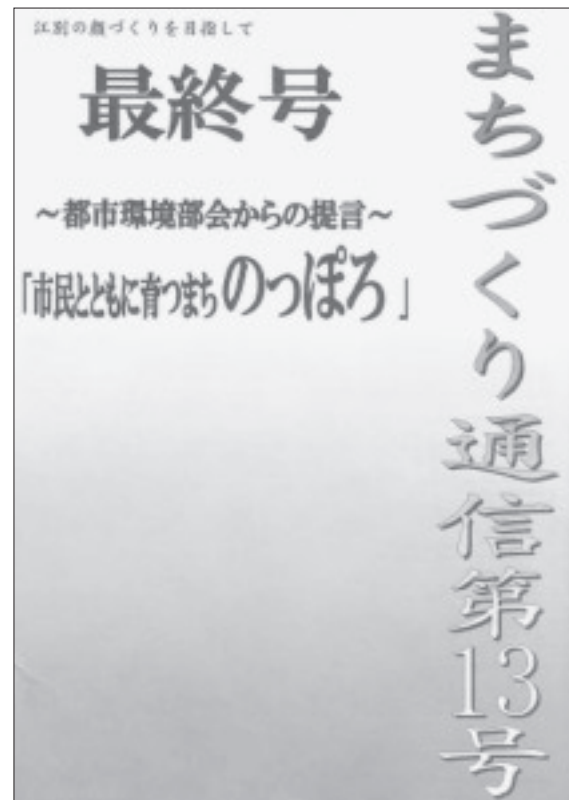 江別の顔づくりを目指して
最終号
～都市環境部会からの提言～
「市民とともに育つまち のっぽろ 」
まちづくり通信第13号